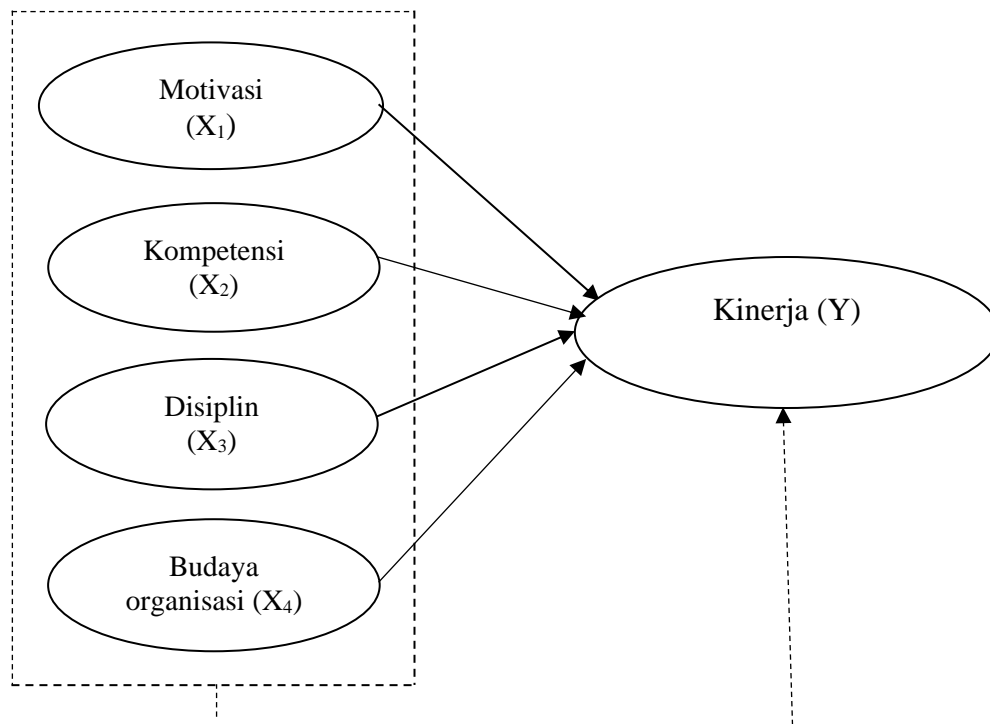 Motivasi
(X₁)
Kompetensi
(X₂)
Kinerja (Y)
Disiplin
(X₃)
Budaya
organisasi (X₄)